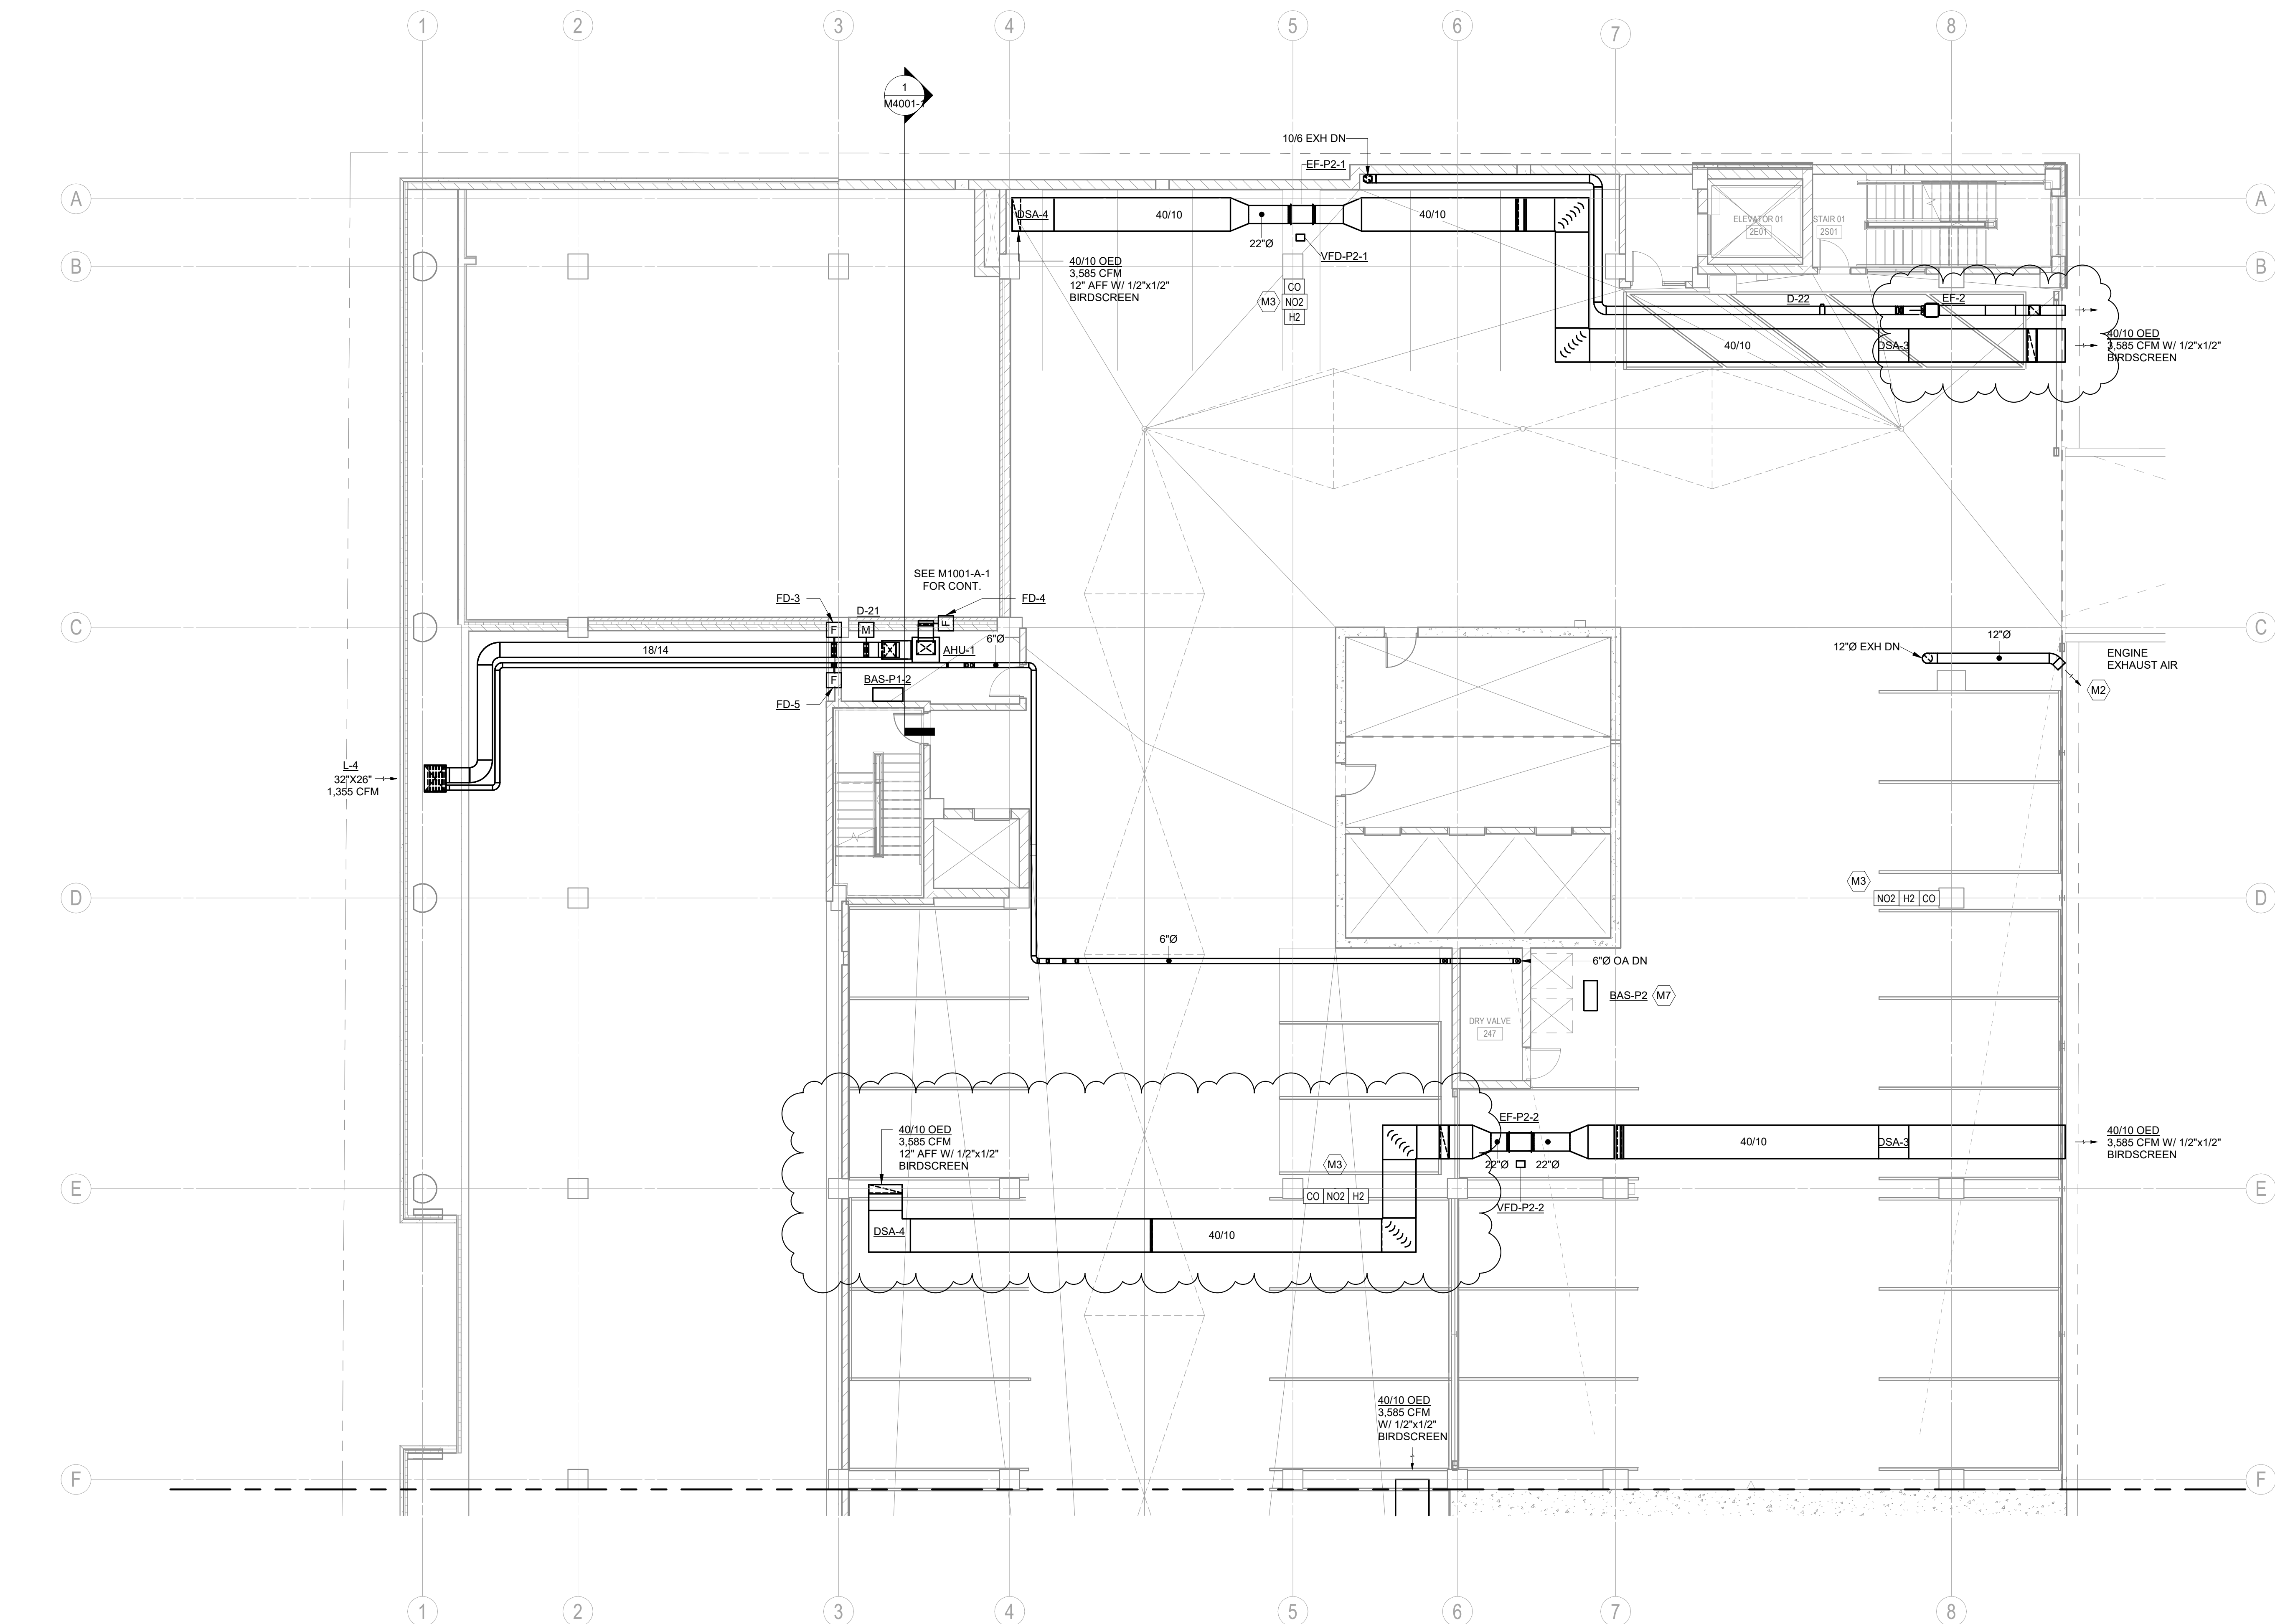 1
2
3
4
5
6
7
8
1
M4001-1
10/6 EXH DN
EF-P2-1
A
A
DSA-4
40/10
40/10
22"Ø
VFD-P2-1
ELEVATOR 01
2E01
STAIR 01
2S01
B
B
40/10 OED
3,585 CFM
12" AFF W/ 1/2"x1/2"
BIRDSCREEN
M3
CO
NO2
H2
D-22
EF-2
40/10
DSA-3
40/10 OED
3,585 CFM W/ 1/2"x1/2"
BIRDSCREEN
SEE M1001-A-1
FOR CONT.
FD-3
D-21
FD-4
C
C
F
M
F
6"Ø
18/14
AHU-1
F
BAS-P1-2
FD-5
12"Ø EXH DN
12"Ø
ENGINE
EXHAUST AIR
M2
L-4
32"X26"
1,355 CFM
M3
NO2
H2
CO
D
D
6"Ø
6"Ø OA DN
BAS-P2
M7
DRY VALVE
247
40/10 OED
3,585 CFM
12" AFF W/ 1/2"x1/2"
BIRDSCREEN
EF-P2-2
22"Ø
22"Ø
40/10
DSA-3
40/10 OED
3,585 CFM W/ 1/2"x1/2"
BIRDSCREEN
M3
CO
NO2
H2
VFD-P2-2
E
E
DSA-4
40/10
40/10 OED
3,585 CFM
W/ 1/2"x1/2"
BIRDSCREEN
F
F
1
2
3
4
5
6
7
8